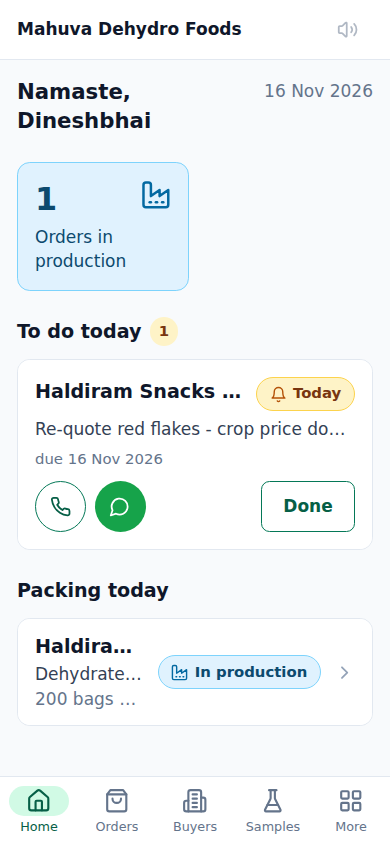 Mahuva Dehydro Foods
Namaste,
Dineshbhai
16 Nov 2026
1
Orders in
production
To do today 1
Haldiram Snacks ...
Today
Re-quote red flakes - crop price do...
due 16 Nov 2026
Done
Packing today
Haldira...
Dehydrate...
200 bags ...
In production
Home
Orders
Buyers
Samples
More